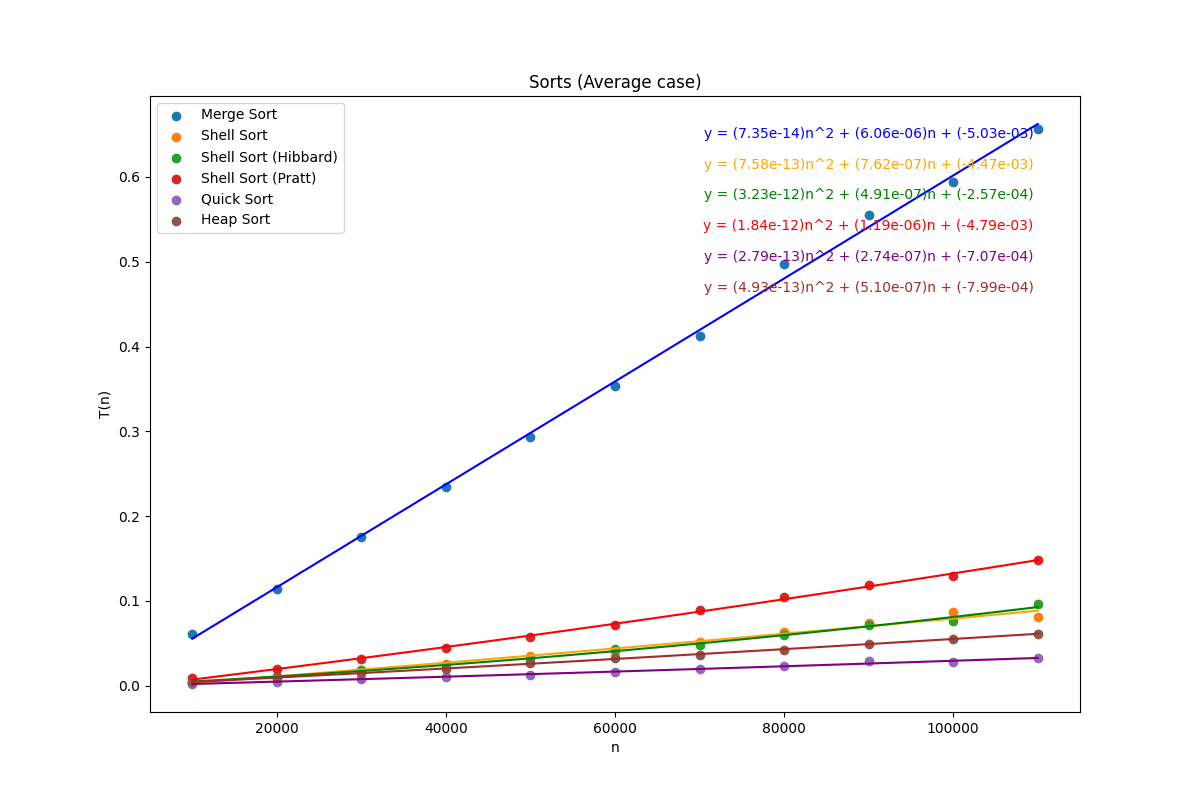 Sorts (Average case)
Merge Sort
Shell Sort
Shell Sort (Hibbard)
Shell Sort (Pratt)
Quick Sort
Heap Sort
y = (7.35e-14)n^2 + (6.06e-06)n + (-5.03e-03)
y = (7.58e-13)n^2 + (7.62e-07)n + (-4.47e-03)
y = (3.23e-12)n^2 + (4.91e-07)n + (-2.57e-04)
y = (1.84e-12)n^2 + (1.19e-06)n + (-4.79e-03)
y = (2.79e-13)n^2 + (2.74e-07)n + (-7.07e-04)
y = (4.93e-13)n^2 + (5.10e-07)n + (-7.99e-04)
T(n)
0.6
0.5
0.4
0.3
0.2
0.1
0.0
20000 40000 60000 80000 100000
n